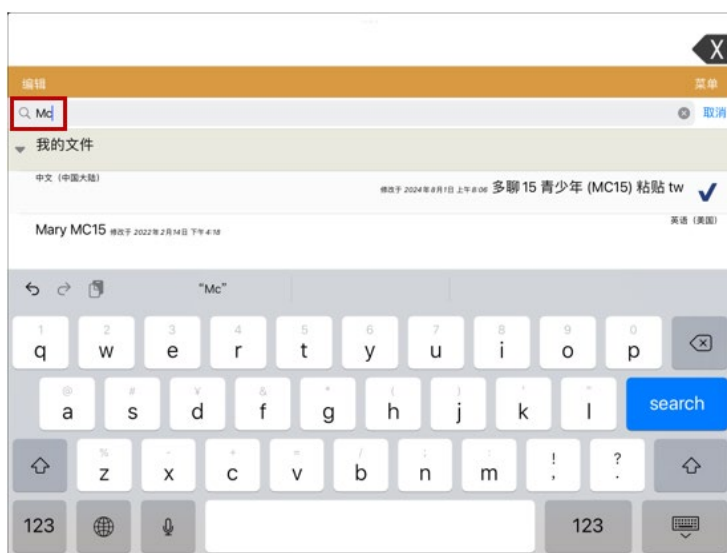 X
编辑 菜单
Mc 取消
我的文件
中文（中国大陆）
修改于 2024年8月1日 上午8:06 多聊 15 青少年 (MC15) 粘贴 tw
英语（美国）
Mary MC15 修改于 2022年2月14日 下午4:18
“Mc”
1 2 3 4 5 6 7 8 9 0
q w e r t y u i o p
@ # ¥ & * ( ) ' "
a s d f g h j k l search
% - + = / ; : ! ?
z x c v b n m , .
123 123